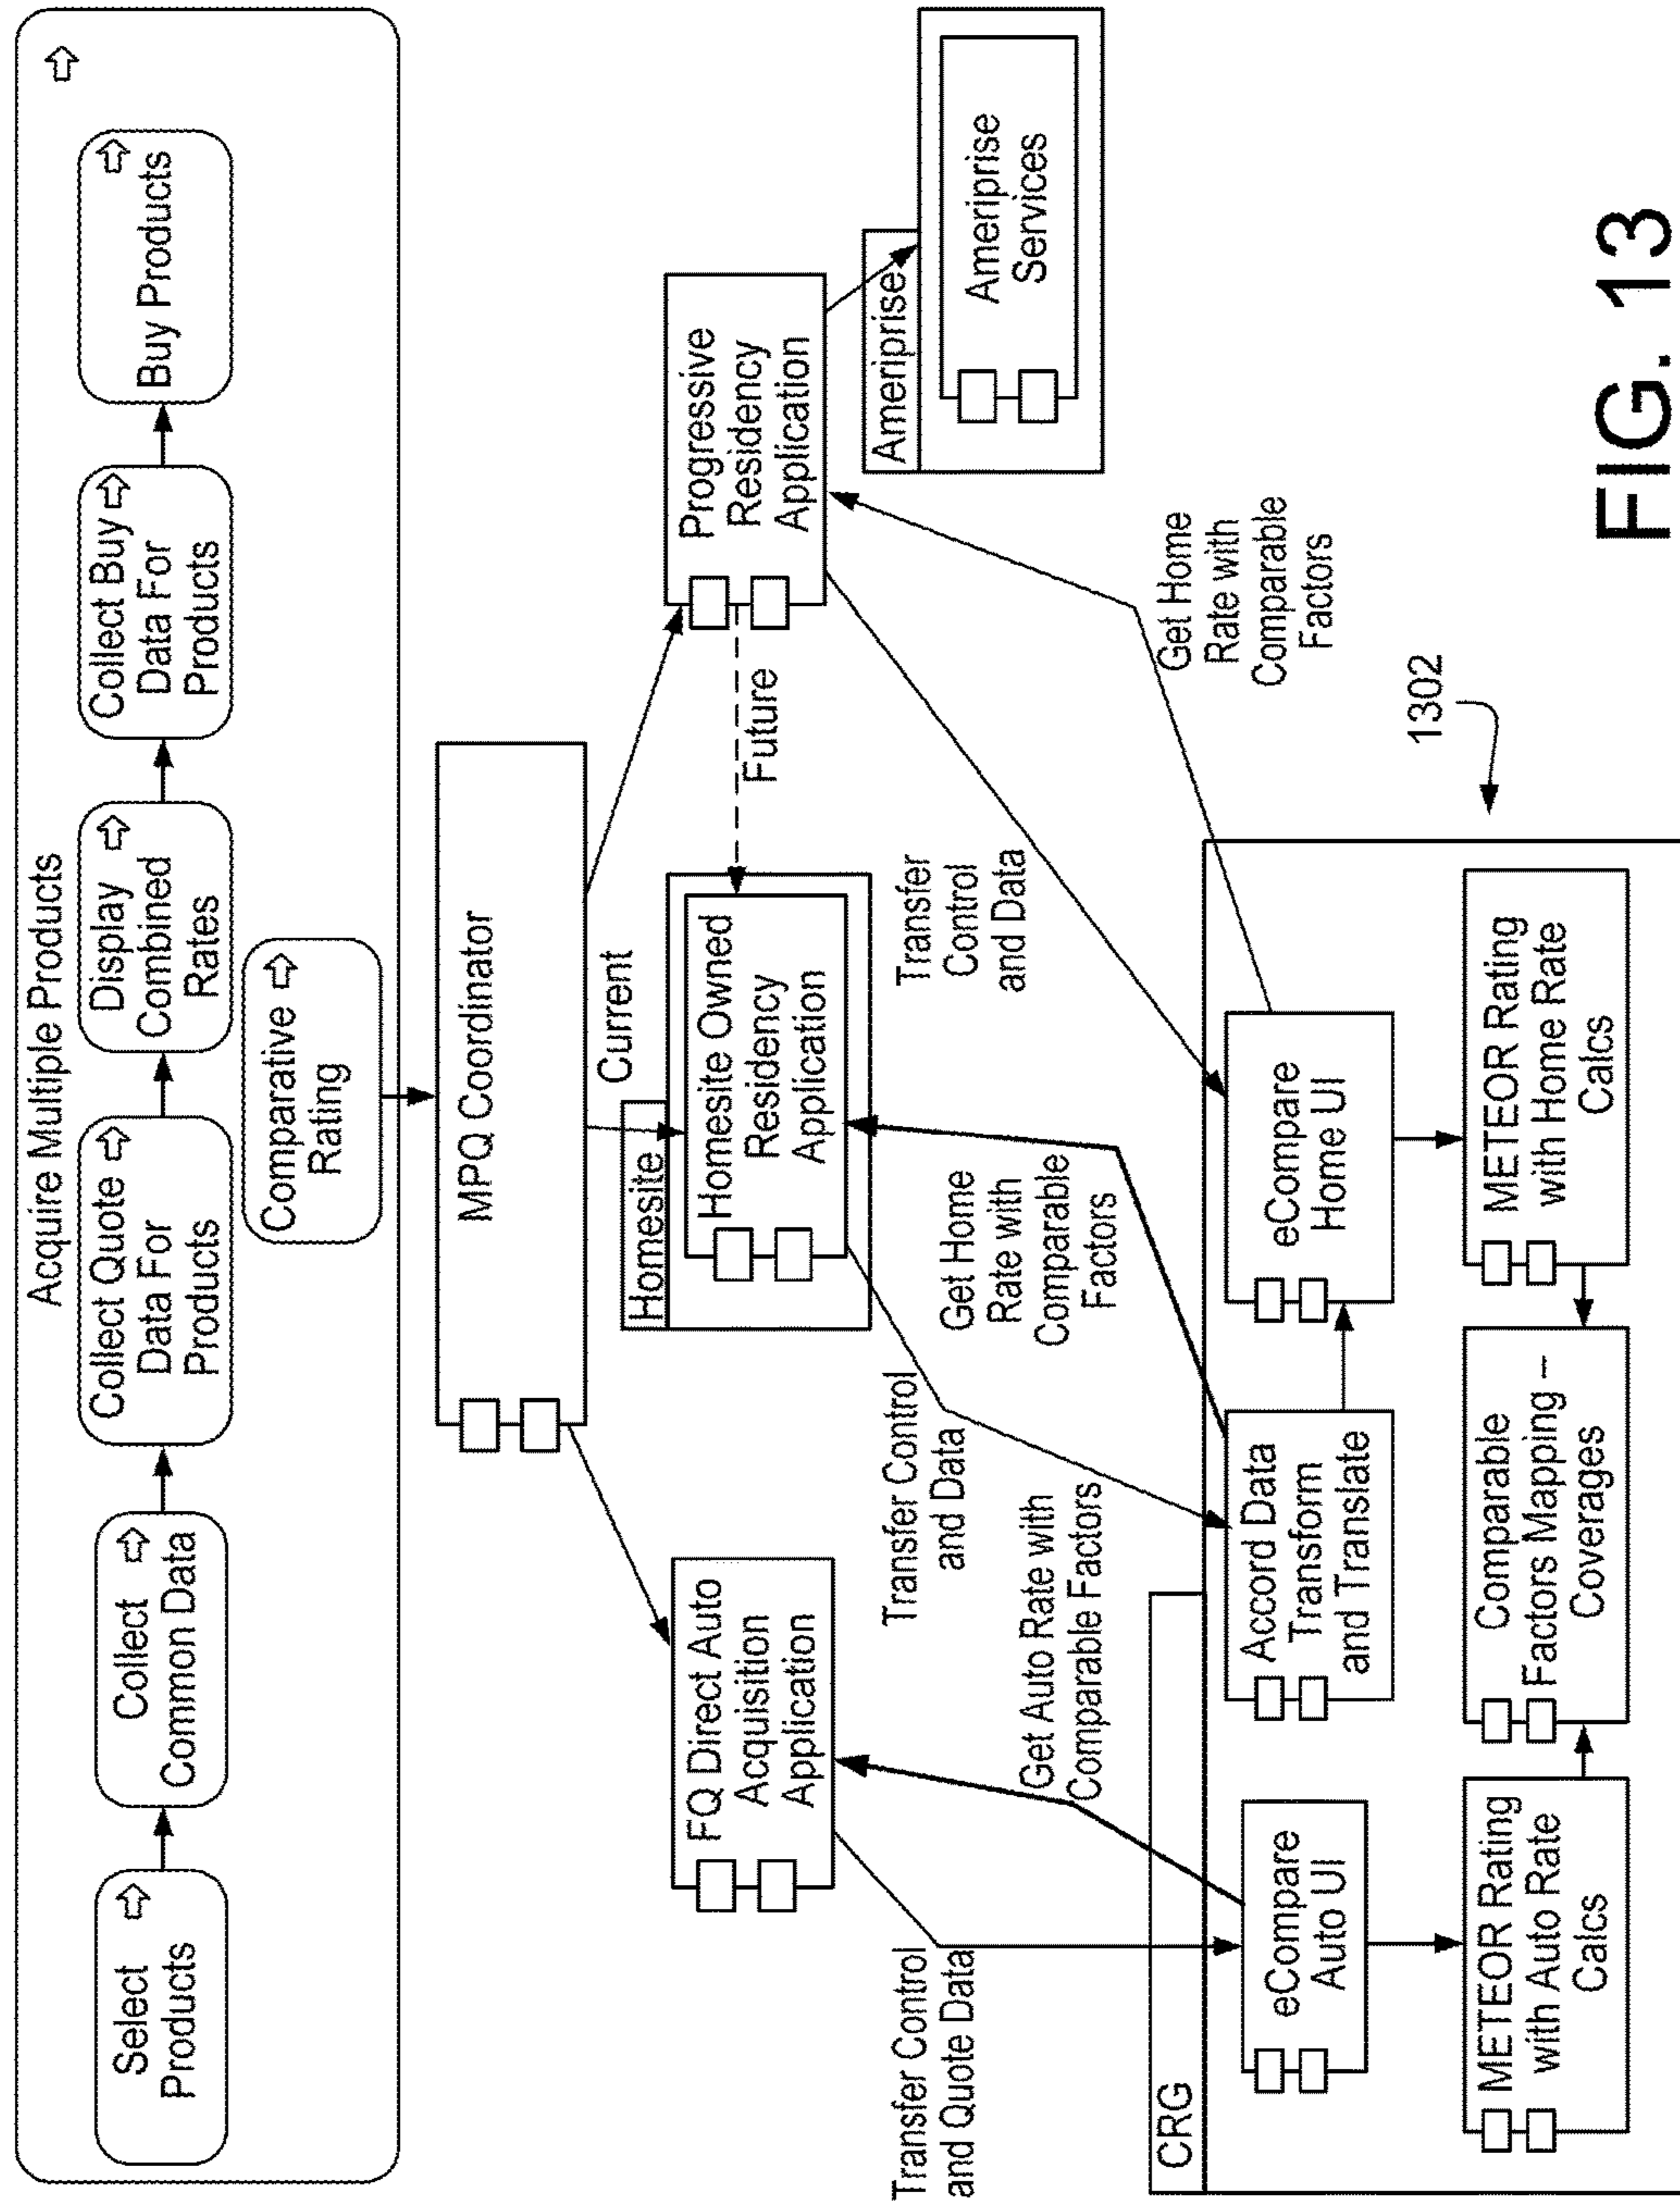 Acquire Multiple Products
Select
Products
Collect
Common Data
Collect Quote
Data For
Products
Display
Combined
Rates
Collect Buy
Data For
Products
Buy Products
Comparative
Rating
MPQ Coordinator
Current
FQ Direct Auto
Acquisition
Application
Homesite
Homesite Owned
Residency
Application
Future
Progressive
Residency
Application
Ameriprise
Ameriprise
Services
Transfer Control
and Quote Data
Get Auto Rate with
Comparable Factors
Transfer Control
and Data
Get Home
Rate with
Comparable
Factors
Transfer
Control
and Data
Get Home
Rate with
Comparable
Factors
1302
CRG
eCompare
Auto UI
Accord Data
Transform
and Translate
eCompare
Home UI
METEOR Rating
with Auto Rate
Calcs
Comparable
Factors Mapping –
Coverages
METEOR Rating
with Home Rate
Calcs
FIG. 13